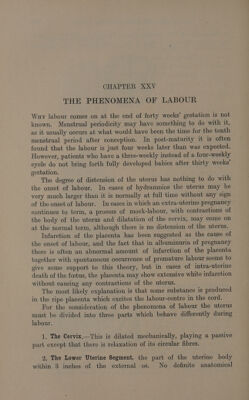 CHAPTER XXV
THE PHENOMENA OF LABOUR
WHY labour comes on at the end of forty weeks' gestation is not
known. Menstrual periodicity may have something to do with it,
as it usually occurs at what would have been the time for the tenth
menstrual period after conception. In post-maturity it is often
found that the labour is just four weeks later than was expected.
However, patients who have a three-weekly instead of a four-weekly
cycle do not bring forth fully developed babies after thirty weeks'
gestation.
The degree of distension of the uterus has nothing to do with
the onset of labour. In cases of hydramnios the uterus may be
very much larger than it is normally at full time without any sign
of the onset of labour. In cases in which an extra-uterine pregnancy
continues to term, a process of mock-labour, with contractions of
the body of the uterus and dilatation of the cervix, may come on
at the normal term, although there is no distension of the uterus.
Infarction of the placenta has been suggested as the cause of
the onset of labour, and the fact that in albuminuria of pregnancy
there is often an abnormal amount of infarction of the placenta
together with spontaneous occurrence of premature labour seems to
give some support to this theory, but in cases of intra-uterine
death of the fœtus, the placenta may show extensive white infarction
without causing any contractions of the uterus.
The most likely explanation is that some substance is produced
in the ripe placenta which excites the labour-centre in the cord.
For the consideration of the phenomena of labour the uterus
must be divided into three parts which behave differently during
labour.
1. The Cervix.—This is dilated mechanically, playing a passive
part except that there is relaxation of its circular fibres.
2. The Lower Uterine Segment, the part of the uterine body
within 3 inches of the external os. No definite anatomical